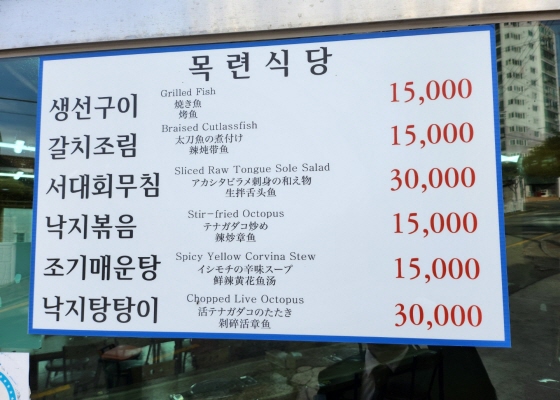 목련식당
생선구이
Grilled Fish
焼き魚
烤鱼
15,000
갈치조림
Braised Cutlassfish
太刀魚の煮付け
辣炖带鱼
15,000
서대회무침
Sliced Raw Tongue Sole Salad
アカシタビラメ刺身の和え物
生拌舌头鱼
30,000
낙지볶음
Stir-fried Octopus
テナガダコ炒め
辣炒章鱼
15,000
조기매운탕
Spicy Yellow Corvina Stew
イシモチの辛味スープ
鮮辣黄花鱼汤
15,000
낙지탕탕이
Chopped Live Octopus
活テナガダコのたたき
剁碎活章鱼
30,000